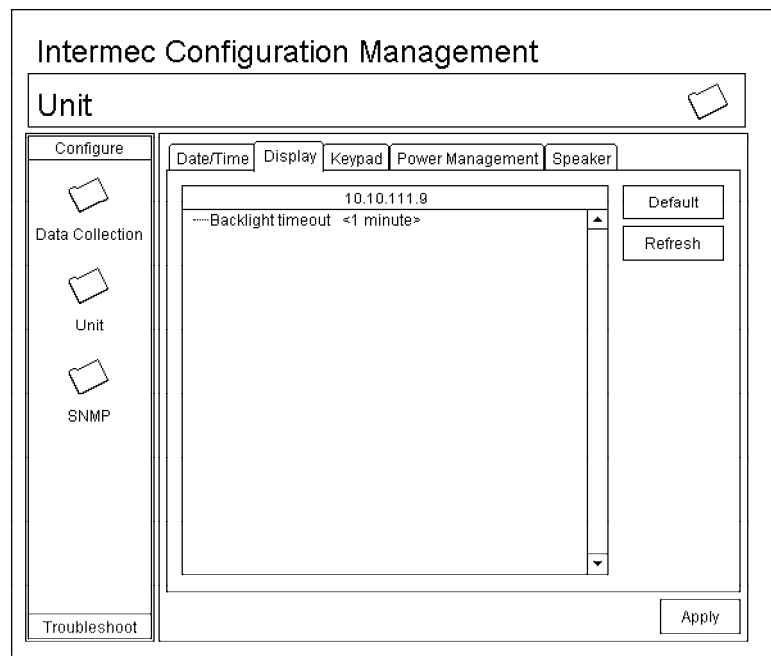 Intermec Configuration Management
Unit
Configure
Data Collection
Unit
SNMP
Troubleshoot
Date/Time Display Keypad Power Management Speaker
10.10.111.9
Backlight timeout <1 minute>
Default
Refresh
Apply